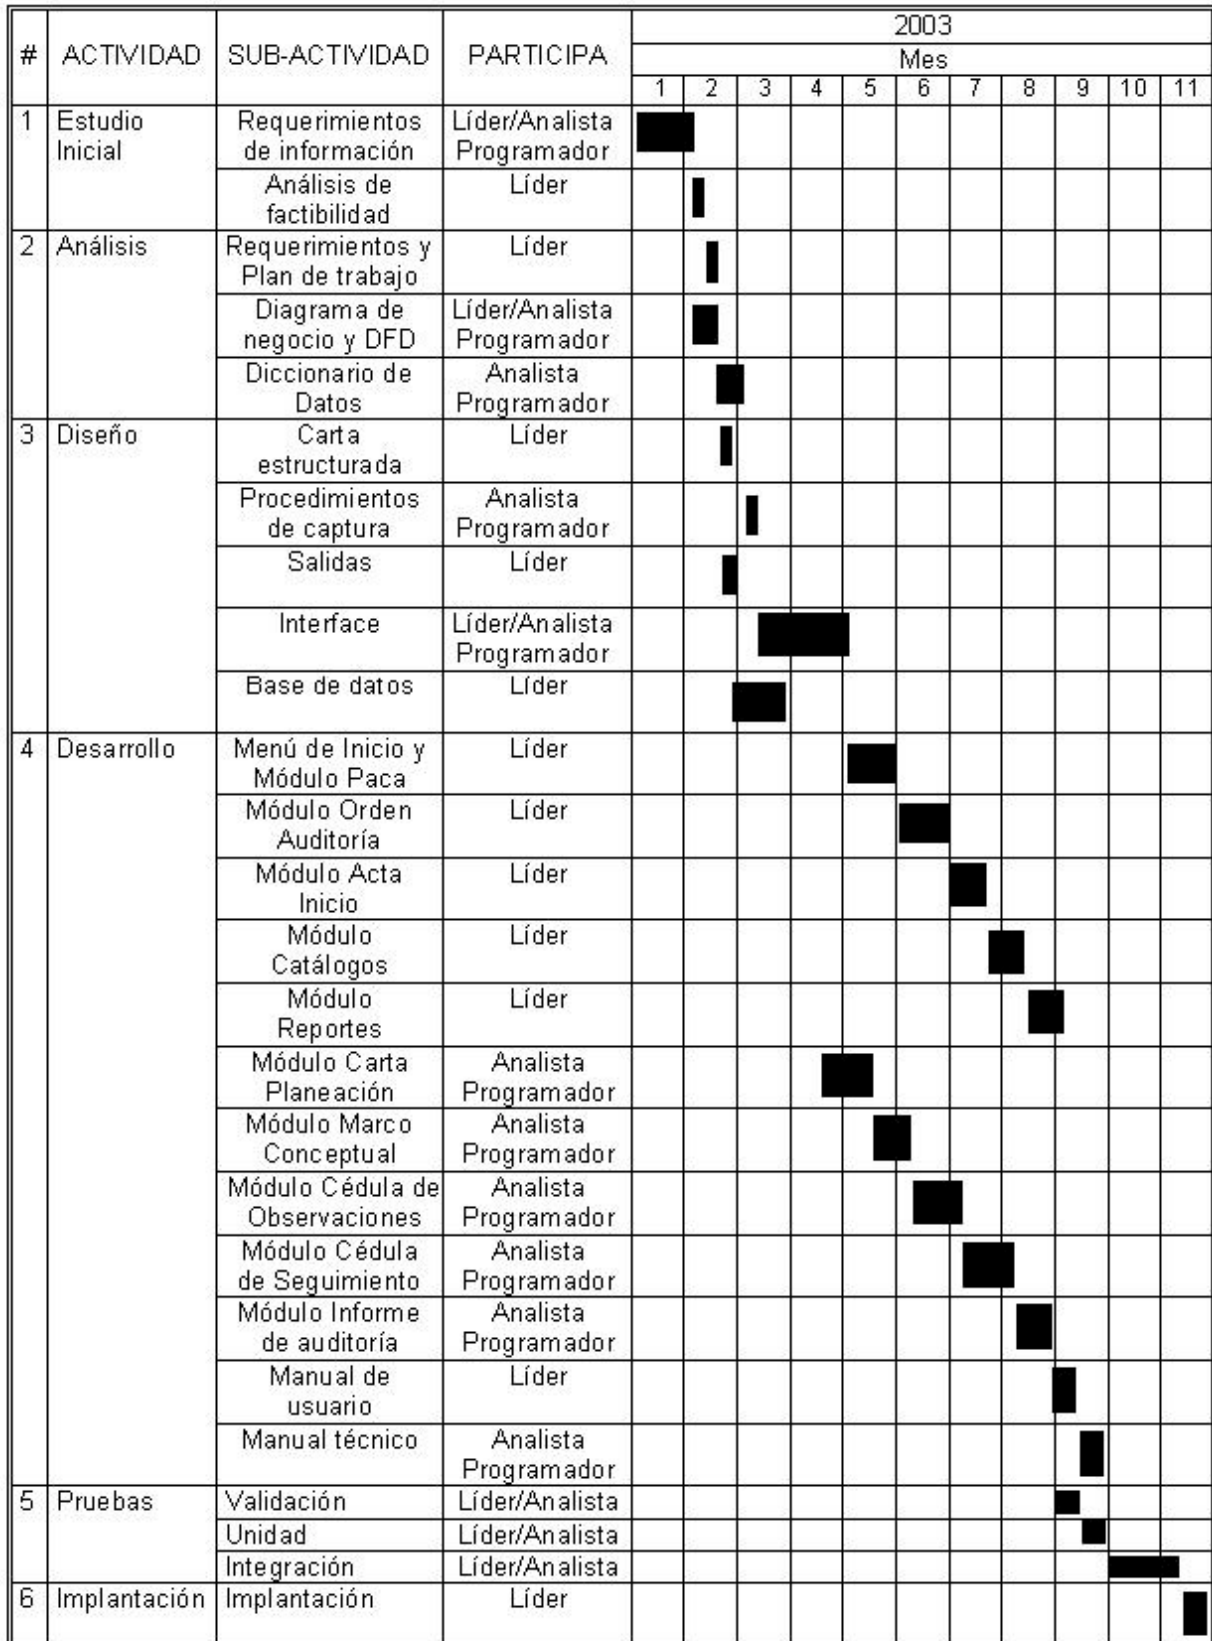 2003
# ACTIVIDAD SUB-ACTIVIDAD PARTICIPA Mes
1 2 3 4 5 6 7 8 9 10 11
1 Estudio Requerimientos Líder/Analista
Inicial de información Programador
Análisis de Líder
factibilidad
2 Análisis Requerimientos y Líder
Plan de trabajo
Diagrama de Líder/Analista
negocio y DFD Programador
Diccionario de Analista
Datos Programador
3 Diseño Carta Líder
estructurada
Procedimientos Analista
de captura Programador
Salidas Líder
Interface Líder/Analista
Programador
Base de datos Líder
4 Desarrollo Menú de Inicio y Líder
Módulo Paca
Módulo Orden Líder
Auditoría
Módulo Acta Líder
Inicio
Módulo Líder
Catálogos
Módulo Líder
Reportes
Módulo Carta Analista
Planeación Programador
Módulo Marco Analista
Conceptual Programador
Módulo Cédula de Analista
Observaciones Programador
Módulo Cédula Analista
de Seguimiento Programador
Módulo Informe Analista
de auditoría Programador
Manual de Líder
usuario
Manual técnico Analista
Programador
5 Pruebas Validación Líder/Analista
Unidad Líder/Analista
Integración Líder/Analista
6 Implantación Implantación Líder